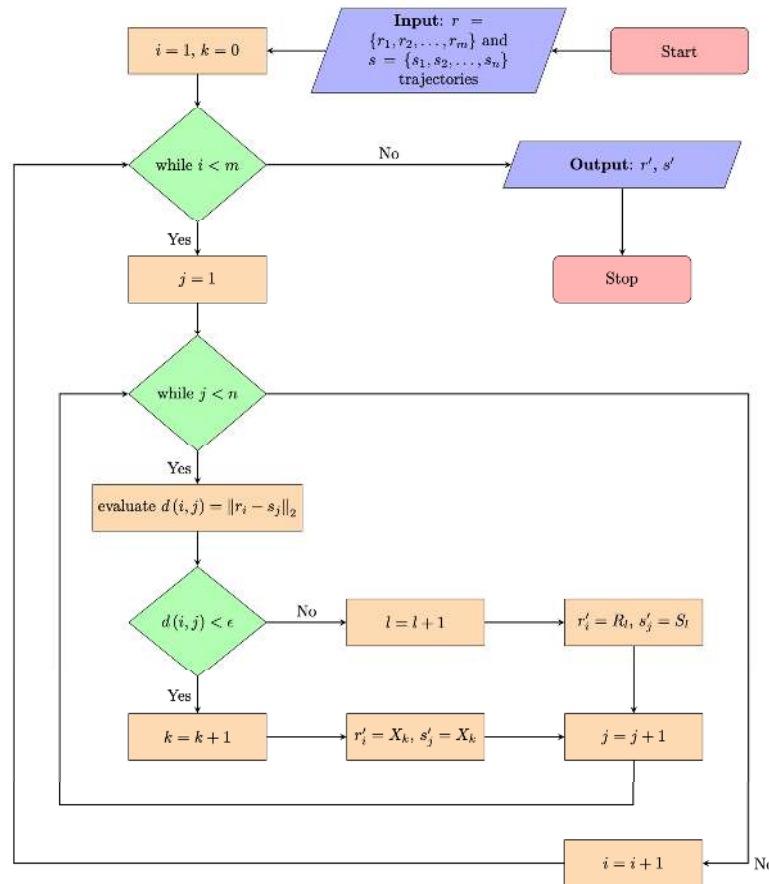 Start
Input: r =
{r₁, r₂, . . . , rₘ} and
s = {s₁, s₂, . . . , sₙ}
trajectories
i = 1, k = 0
while i < m
No
Output: r′, s′
Stop
Yes
j = 1
while j < n
Yes
evaluate d (i, j) = ‖rᵢ − sⱼ‖₂
d (i, j) < ϵ
No
l = l + 1
r′ᵢ = Rₗ, s′ⱼ = Sₗ
Yes
k = k + 1
r′ᵢ = Xₖ, s′ⱼ = Xₖ
j = j + 1
i = i + 1
No